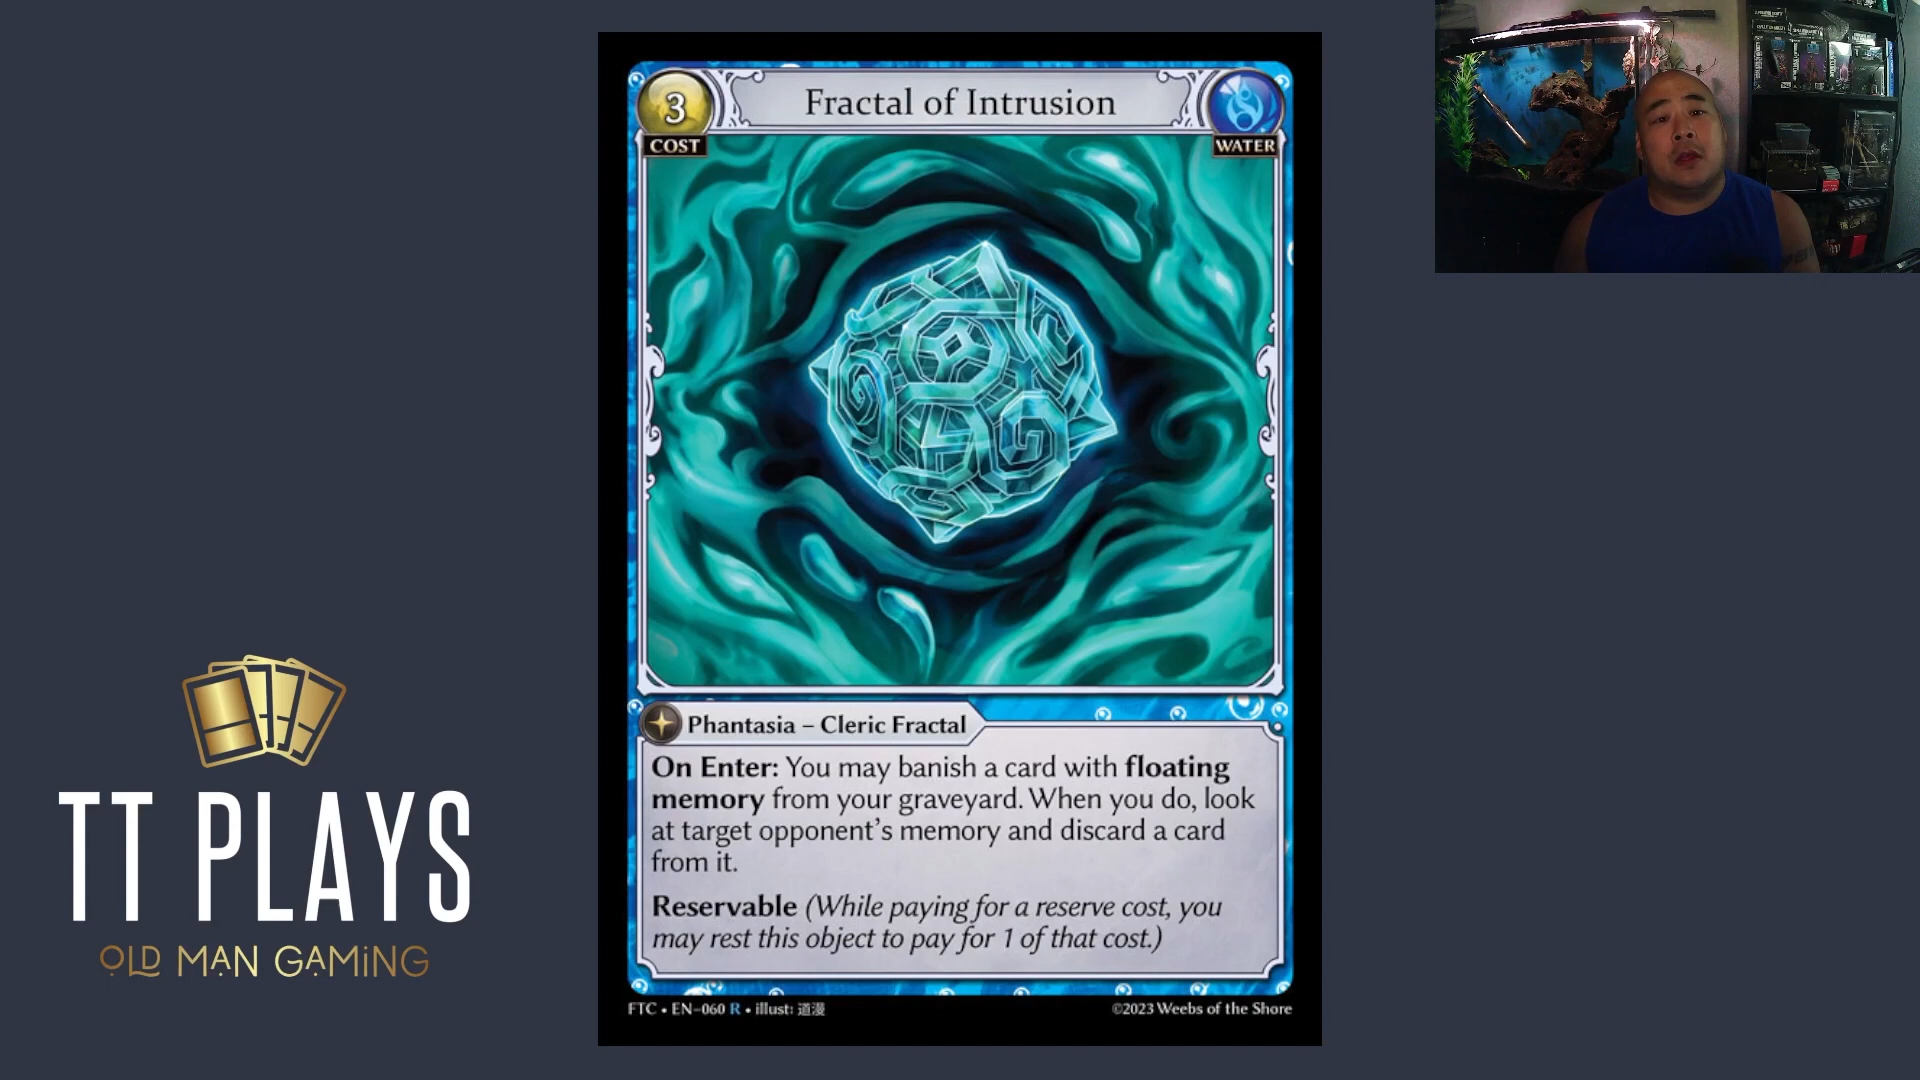 3
Fractal of Intrusion
COST
WATER
Phantasia – Cleric Fractal
On Enter: You may banish a card with floating
memory from your graveyard. When you do, look
at target opponent's memory and discard a card
from it.
Reservable (While paying for a reserve cost, you
may rest this object to pay for 1 of that cost.)
FTC • EN–060 R • illust: 道漫
©2023 Weebs of the Shore
TT PLAYS
OLD MAN GAMING